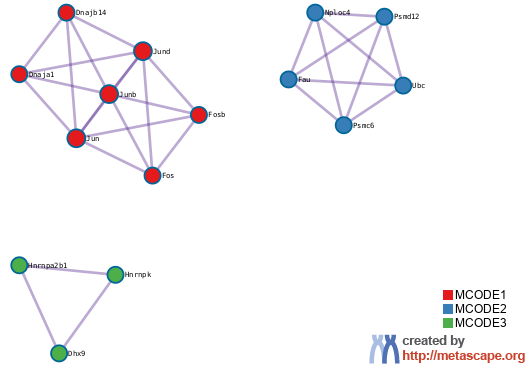 Dnajb14
Nploc4
Psmd12
Jund
Dnaja1
Fau
Ubc
Junb
Fosb
Psmc6
Jun
Fos
Hnrnpa2b1
Hnrnpk
Dhx9
MCODE1
MCODE2
MCODE3
created by
http://metascape.org